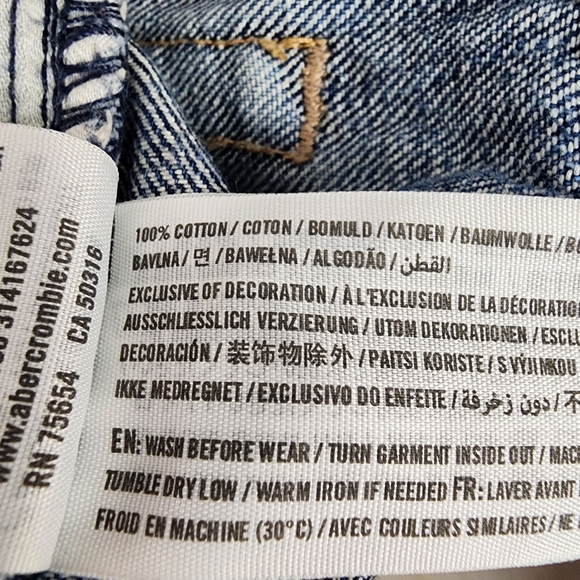 314167624
www.abercrombie.com
RN 75654 CA 50316
100% COTTON / COTON / BOMULD / KATOEN / BAUMWOLLE /
BAVLNA / 면 / BAWEŁNA / ALGODÃO / القطن
EXCLUSIVE OF DECORATION / À L'EXCLUSION DE LA DÉCORATION
AUSSCHLIESSLICH VERZIERUNG / UTOM DEKORATIONEN /
DECORACIÓN / 装饰物除外 / PAITSI KORISTE / S VÝJIMKOU
IKKE MEDREGNET / EXCLUSIVO DO ENFEITE / دون زخرفة / 不
EN: WASH BEFORE WEAR / TURN GARMENT INSIDE OUT /
TUMBLE DRY LOW / WARM IRON IF NEEDED FR: LAVER AVANT
FROID EN MACHINE (30°C) / AVEC COULEURS SIMILAIRES / NE